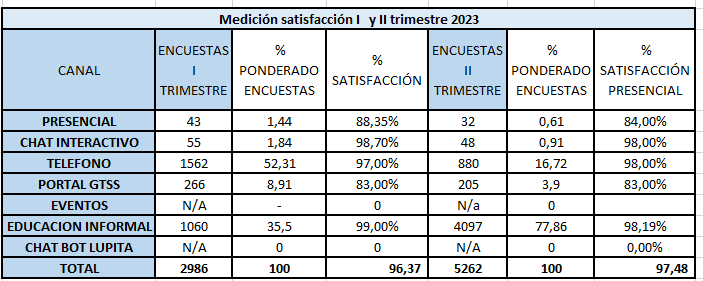 Medición satisfacción I y II trimestre 2023
CANAL ENCUESTAS I TRIMESTRE % PONDERADO ENCUESTAS % SATISFACCIÓN ENCUESTAS II TRIMESTRE % PONDERADO ENCUESTAS % SATISFACCIÓN PRESENCIAL
PRESENCIAL 43 1,44 88,35% 32 0,61 84,00%
CHAT INTERACTIVO 55 1,84 98,70% 48 0,91 98,00%
TELEFONO 1562 52,31 97,00% 880 16,72 98,00%
PORTAL GTSS 266 8,91 83,00% 205 3,9 83,00%
EVENTOS N/A - 0 N/a 0
EDUCACION INFORMAL 1060 35,5 99,00% 4097 77,86 98,19%
CHAT BOT LUPITA N/A 0 0 N/A 0 0,00%
TOTAL 2986 100 96,37 5262 100 97,48